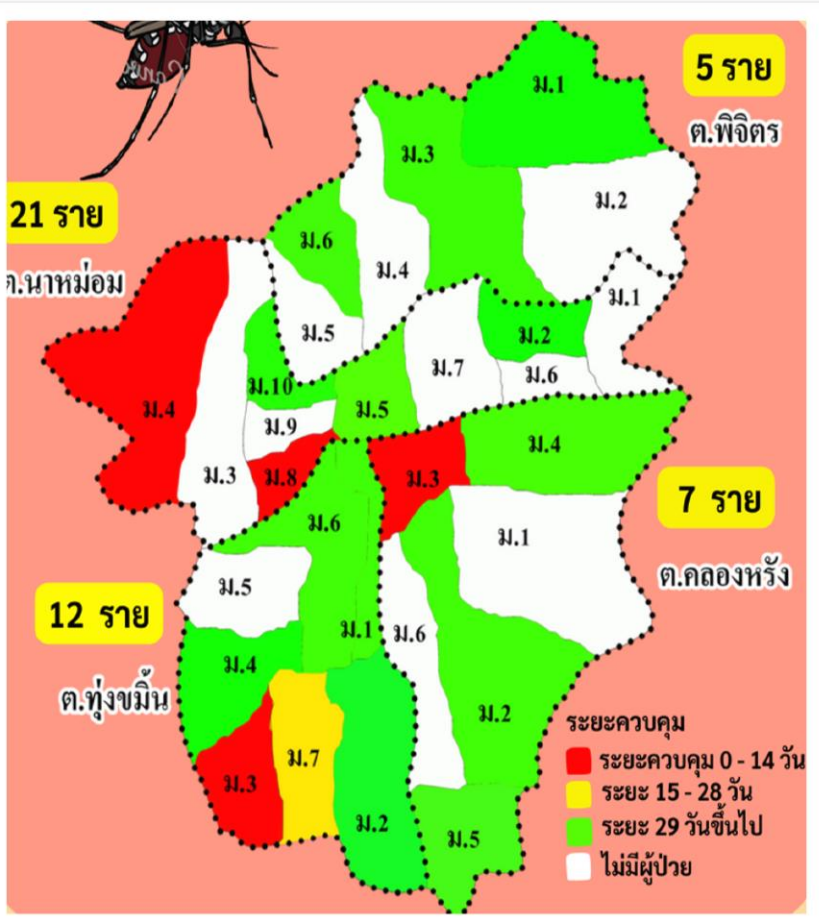 5 ราย
ต.พิจิตร
ม.1
ม.3
ม.2
ม.6
ม.4
ม.5
21 ราย
ต.นาหม่อม
ม.1
ม.2
ม.7
ม.6
ม.10
ม.5
ม.4
ม.9
ม.3
ม.8
7 ราย
ต.คลองหรัง
ม.4
ม.3
ม.1
ม.6
ม.2
ม.5
12 ราย
ต.ทุ่งขมิ้น
ม.6
ม.5
ม.1
ม.4
ม.7
ม.3
ม.2
ระยะควบคุม
ระยะควบคุม 0 - 14 วัน
ระยะ 15 - 28 วัน
ระยะ 29 วันขึ้นไป
ไม่มีผู้ป่วย